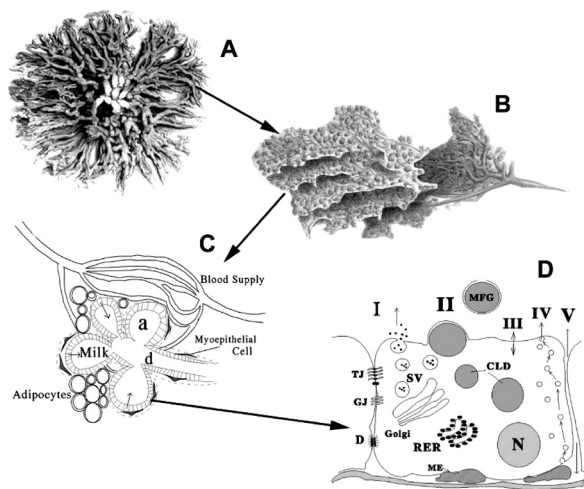 A
B
C
Blood Supply
a
Myoepithelial
Cell
Milk
d
Adipocytes
D
I
II
MFG
III
IV
V
TJ
SV
CLD
GJ
Golgi
D
RER
N
ME